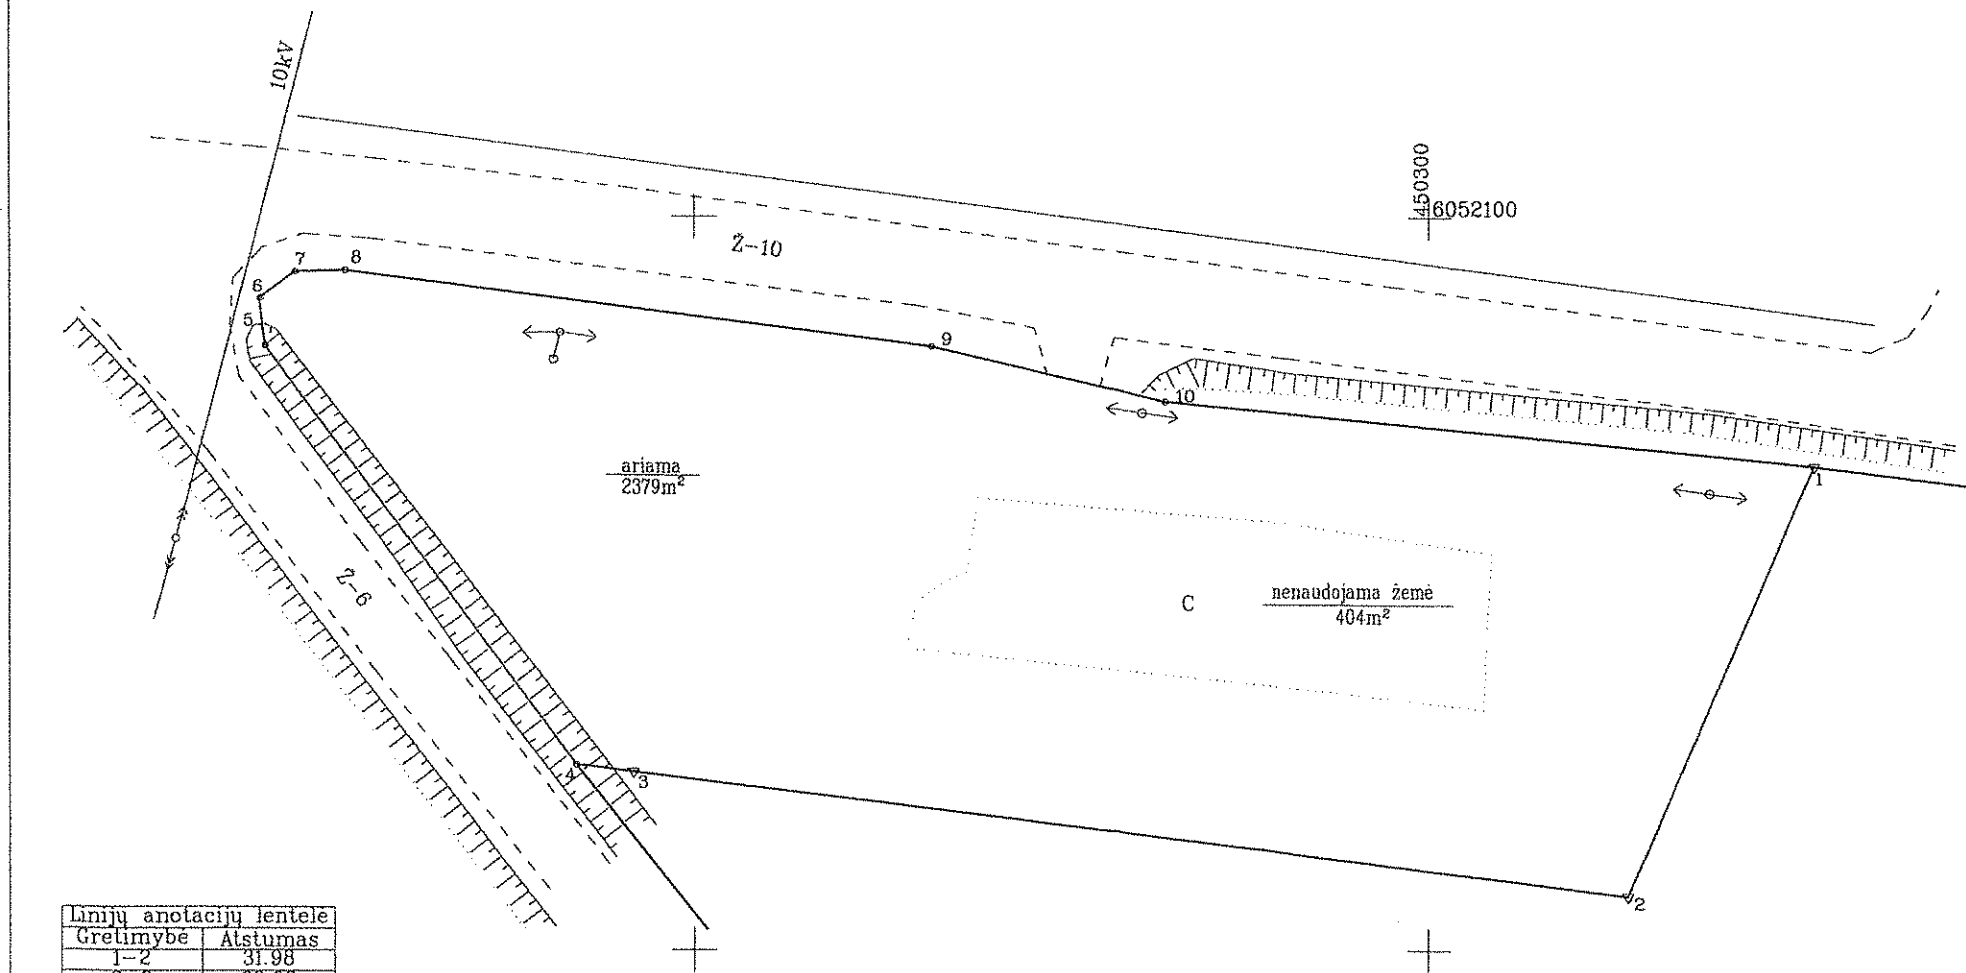 10kV
450300
6052100
Ž-10
7
8
6
5
9
10
ariama
2379m²
1
Ž-6
C
nenaudojama žemė
404m²
4
3
2
Linijų anotacijų lentelė
Gretimybė Atstumas
1-2 31.98